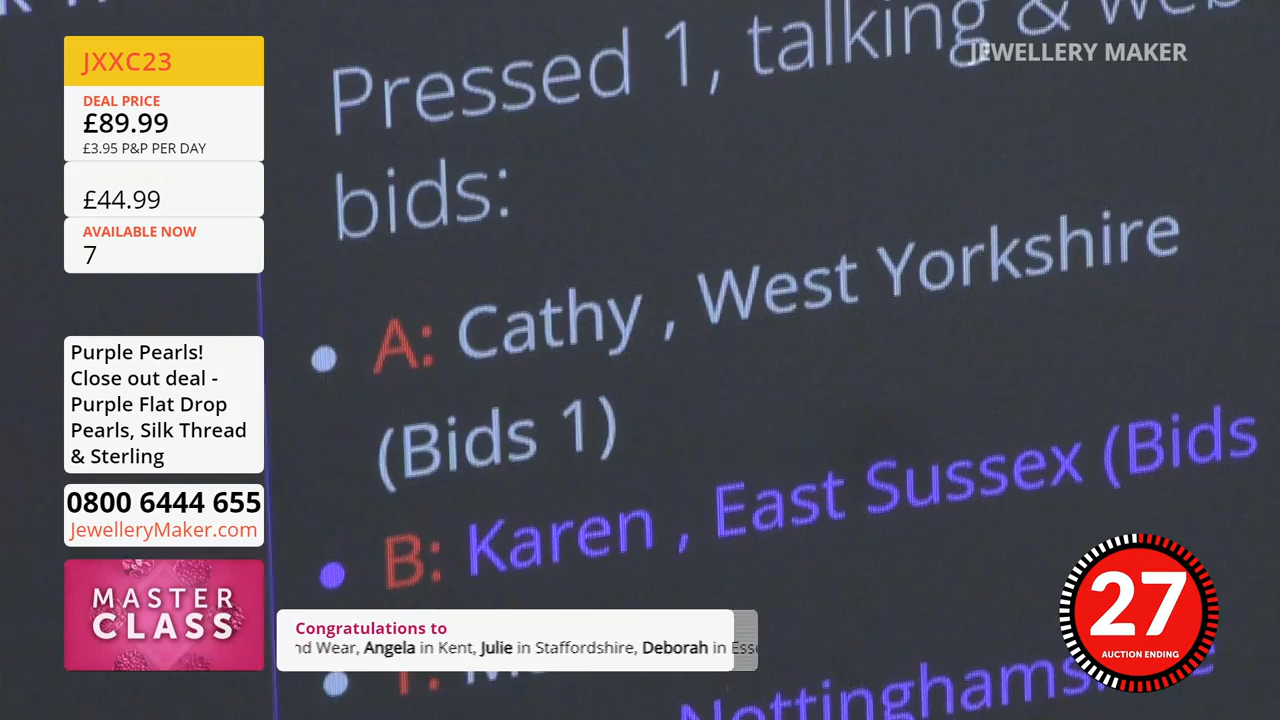 JXXC23
DEAL PRICE
£89.99
£3.95 P&P PER DAY
£44.99
AVAILABLE NOW
7
Purple Pearls!
Close out deal -
Purple Flat Drop
Pearls, Silk Thread
& Sterling
0800 6444 655
JewelleryMaker.com
MASTER
CLASS
JEWELLERY MAKER
Pressed 1, talking & web
bids:
A: Cathy , West Yorkshire
(Bids 1)
B: Karen , East Sussex (Bids
Congratulations to
Wear, Angela in Kent, Julie in Staffordshire, Deborah in
27
AUCTION ENDING